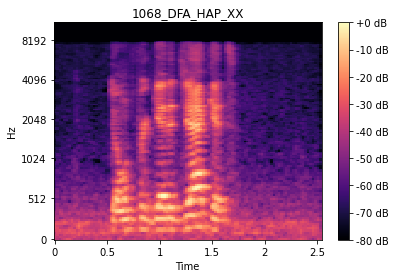 1068_DFA_HAP_XX
Hz
8192
4096
2048
1024
512
0
0
0.5
1
1.5
2
2.5
Time
+0 dB
-10 dB
-20 dB
-30 dB
-40 dB
-50 dB
-60 dB
-70 dB
-80 dB